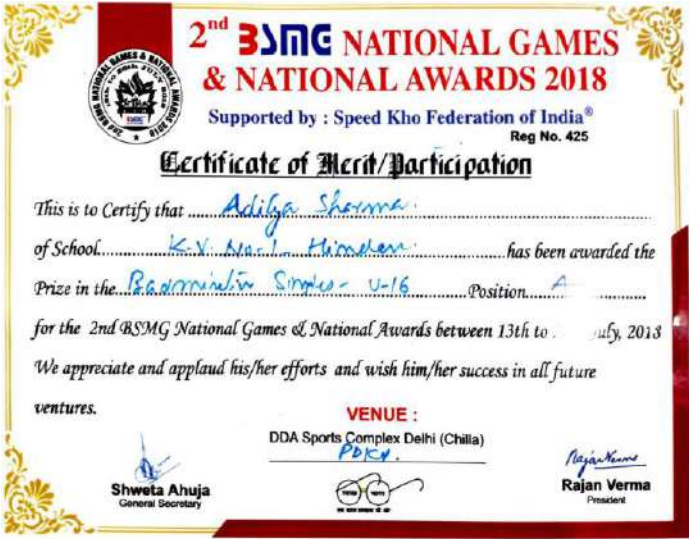 2nd BSMG NATIONAL GAMES
& NATIONAL AWARDS 2018
Supported by : Speed Kho Federation of India®
Reg No. 425
Certificate of Merit/Participation
This is to Certify that Aditya Sharma.
of School K.V. No-1 Hindan has been awarded the
Prize in the Badminton Singles - U-16 Position A
for the 2nd BSMG National Games & National Awards between 13th to July, 2018
We appreciate and applaud his/her efforts and wish him/her success in all future
ventures.
VENUE :
DDA Sports Complex Delhi (Chilla)
Shweta Ahuja
General Secretary
Rajan Verma
Rajan Verma
President